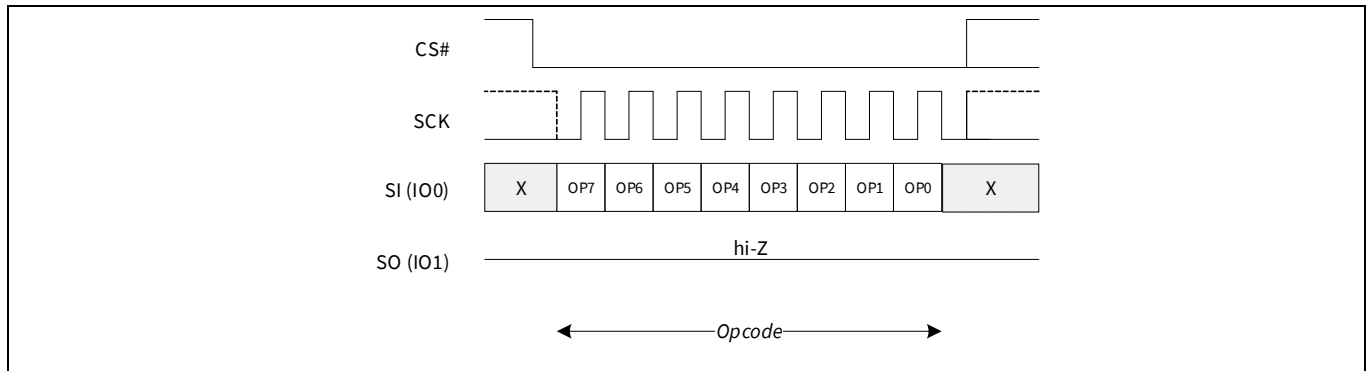 CS#
SCK
SI (IO0) X OP7 OP6 OP5 OP4 OP3 OP2 OP1 OP0 X
hi-Z
SO (IO1)
Opcode